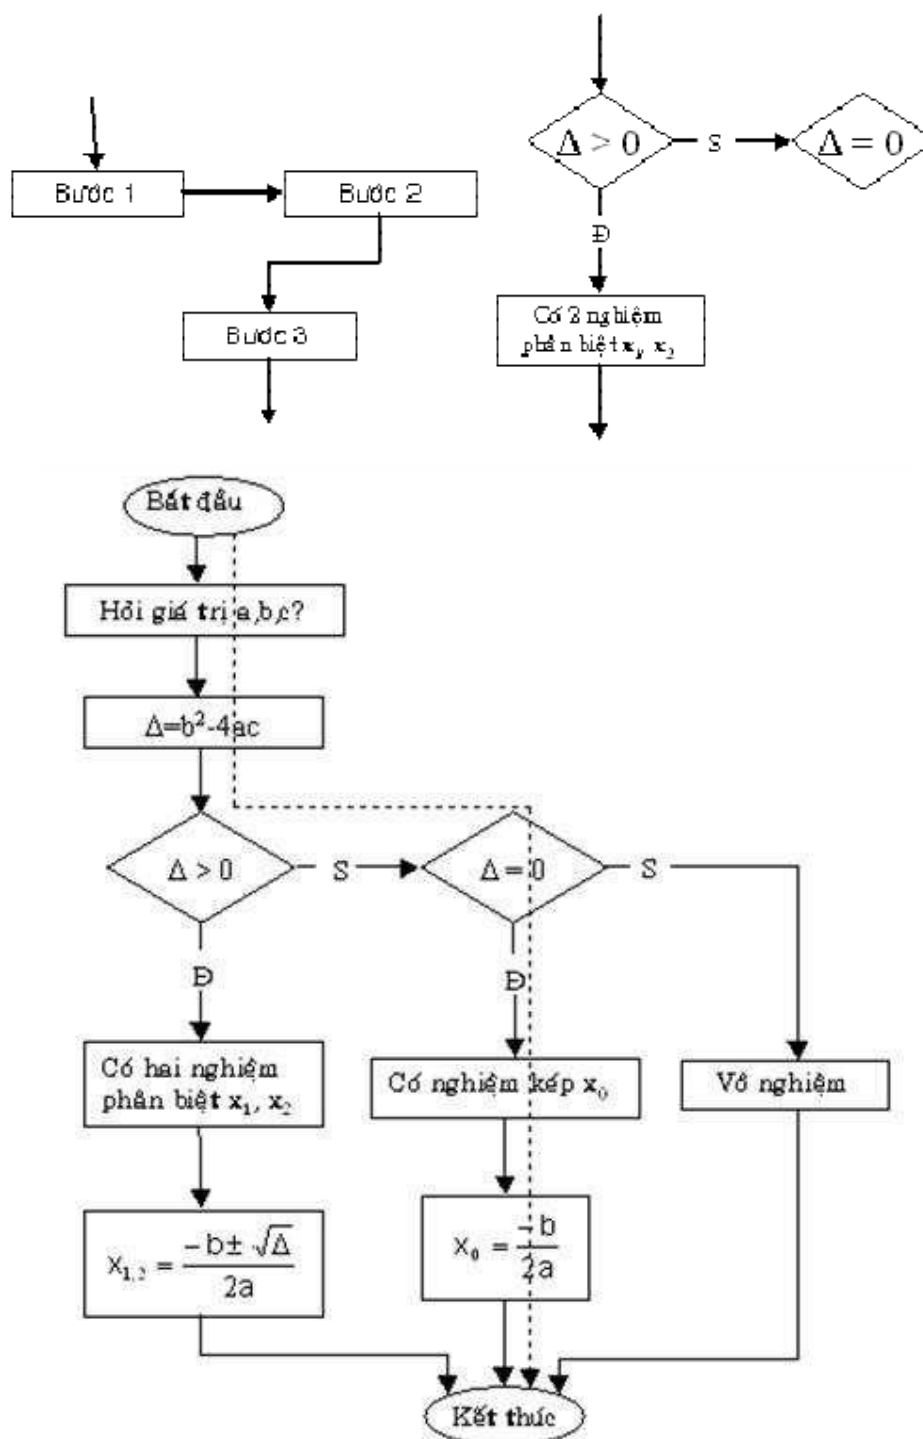 Bước 1
Bước 2
Bước 3
Δ > 0
S
Δ = 0
Đ
Có 2 nghiệm
phân biệt x₁, x₂
Bắt đầu
Hỏi giá trị a,b,c?
Δ=b²-4ac
Δ > 0
S
Δ = 0
S
Đ
Đ
Có hai nghiệm
phân biệt x₁, x₂
Có nghiệm kép x₀
Vô nghiệm
x₁,₂ = (-b ± √Δ) / 2a
x₀ = -b / 2a
Kết thúc